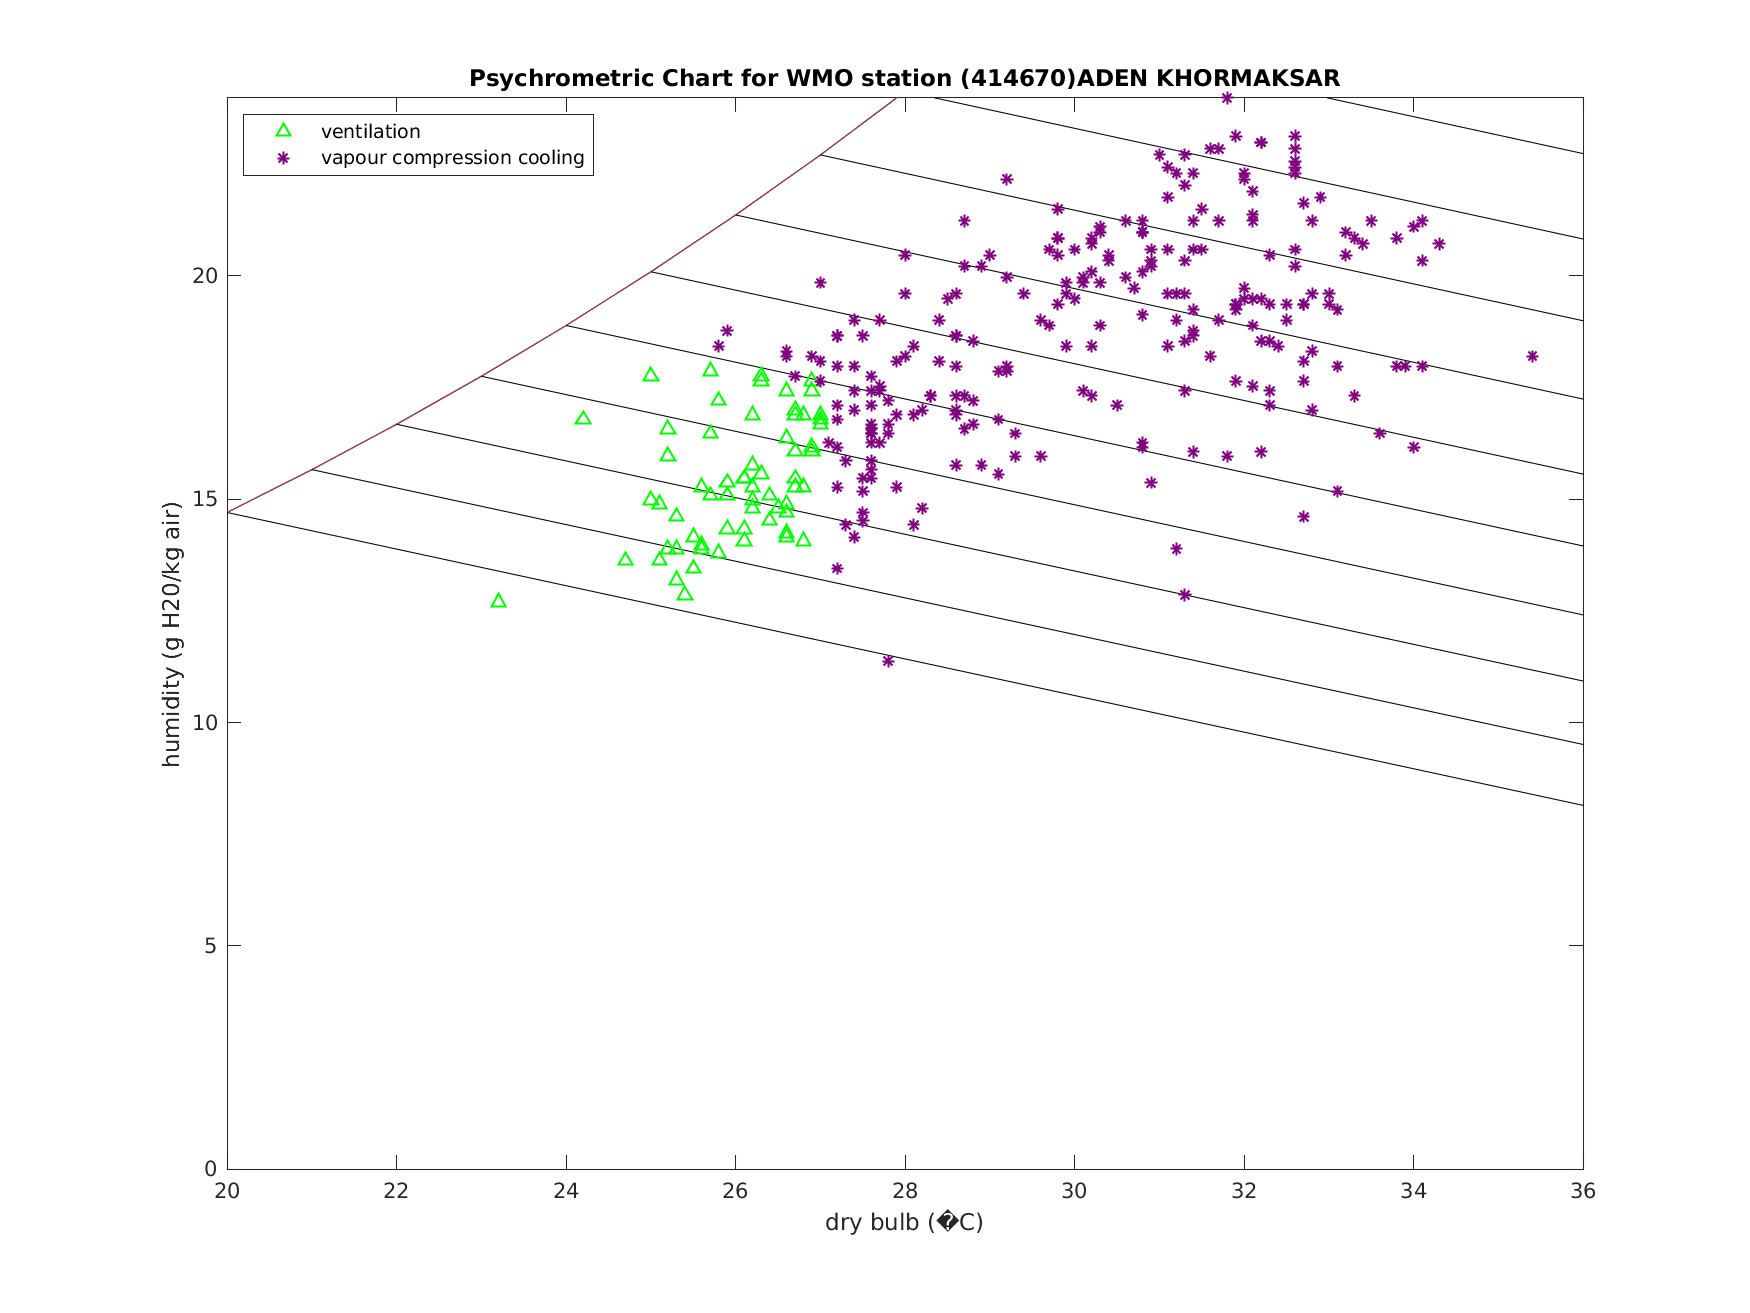 Psychrometric Chart for WMO station (414670)ADEN KHORMAKSAR
ventilation
vapour compression cooling
humidity (g H20/kg air)
20
15
10
5
0
20 22 24 26 28 30 32 34 36
dry bulb (�C)